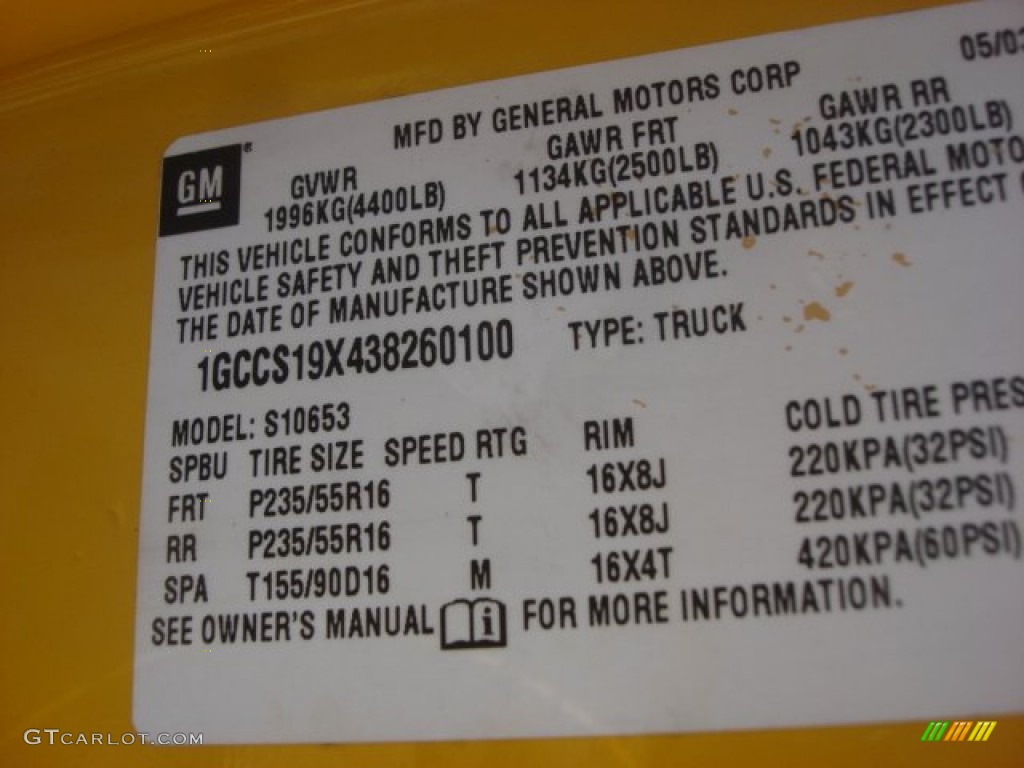 05/03
MFD BY GENERAL MOTORS CORP
GM®
GVWR GAWR FRT GAWR RR
1996KG(4400LB) 1134KG(2500LB) 1043KG(2300LB)
THIS VEHICLE CONFORMS TO ALL APPLICABLE U.S. FEDERAL MOTO
VEHICLE SAFETY AND THEFT PREVENTION STANDARDS IN EFFECT
THE DATE OF MANUFACTURE SHOWN ABOVE.
1GCCS19X438260100 TYPE: TRUCK
MODEL: S10653
SPBU TIRE SIZE SPEED RTG RIM COLD TIRE PRES
FRT P235/55R16 T 16X8J 220KPA(32PSI)
RR P235/55R16 T 16X8J 220KPA(32PSI)
SPA T155/90D16 M 16X4T 420KPA(60PSI)
SEE OWNER'S MANUAL i FOR MORE INFORMATION.
GTCARLOT.COM